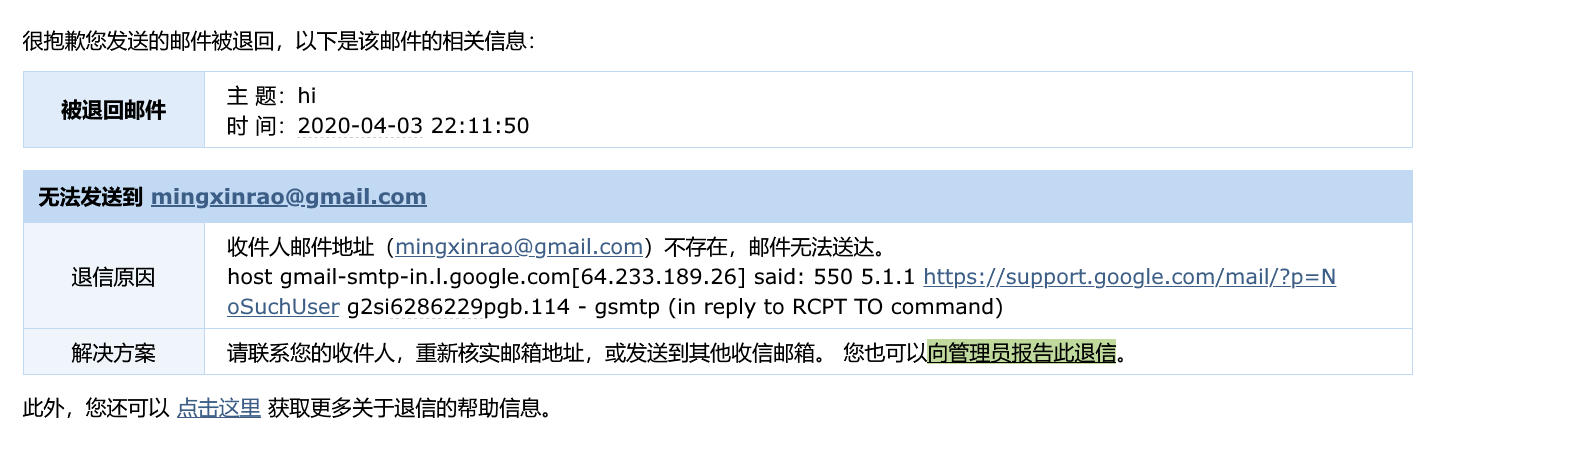 很抱歉您发送的邮件被退回，以下是该邮件的相关信息：
被退回邮件
主 题：hi
时 间：2020-04-03 22:11:50
无法发送到 mingxinrao@gmail.com
退信原因
收件人邮件地址（mingxinrao@gmail.com）不存在，邮件无法送达。
host gmail-smtp-in.l.google.com[64.233.189.26] said: 550 5.1.1 https://support.google.com/mail/?p=N
oSuchUser g2si6286229pgb.114 - gsmtp (in reply to RCPT TO command)
解决方案
请联系您的收件人，重新核实邮箱地址，或发送到其他收信邮箱。 您也可以向管理员报告此退信。
此外，您还可以 点击这里 获取更多关于退信的帮助信息。